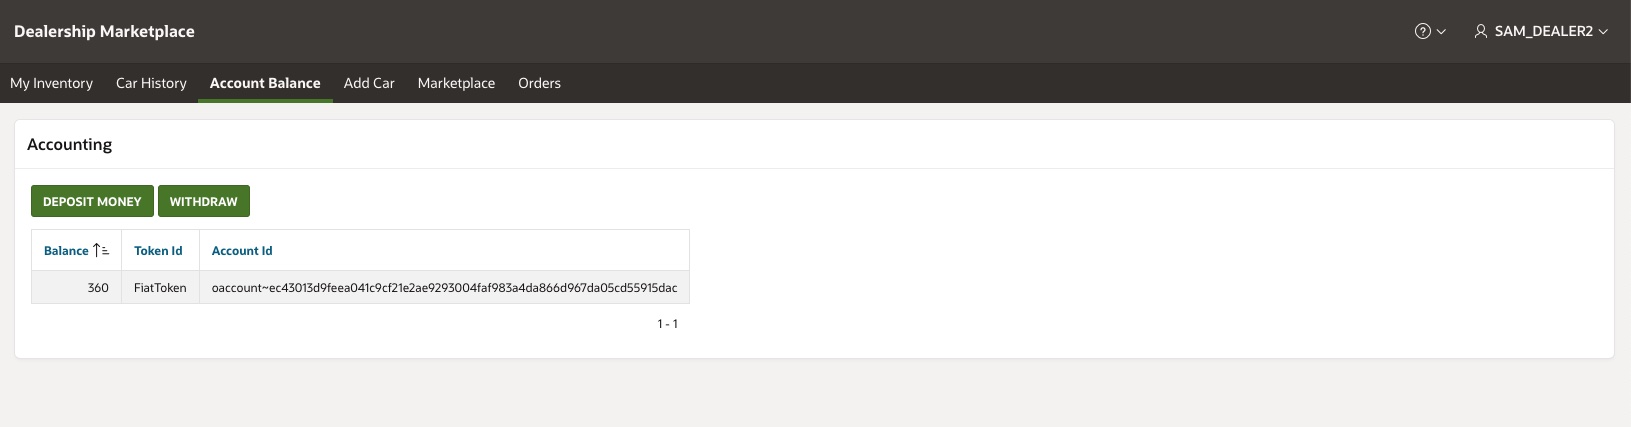 Dealership Marketplace
SAM_DEALER2
My Inventory Car History Account Balance Add Car Marketplace Orders
Accounting
DEPOSIT MONEY WITHDRAW
Balance Token Id Account Id
360 FiatToken oaccount~ec43013d9feea041c9cf21e2ae9293004faf983a4da866d967da05cd55915dac
1 - 1